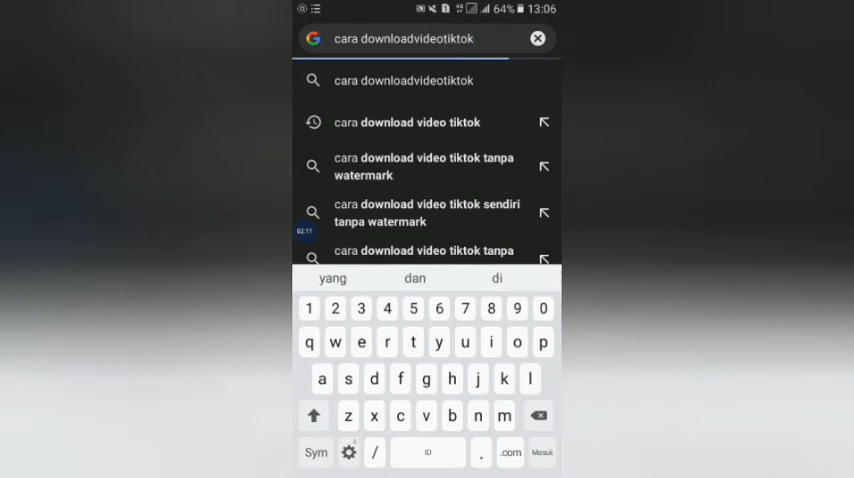 64% 13:06
cara downloadvideotiktok
cara downloadvideotiktok
cara download video tiktok
cara download video tiktok tanpa
watermark
cara download video tiktok sendiri
tanpa watermark
02:11
cara download video tiktok tanpa
yang dan di
1 2 3 4 5 6 7 8 9 0
q w e r t y u i o p
a s d f g h j k l
z x c v b n m
Sym / ID . .com Masuk